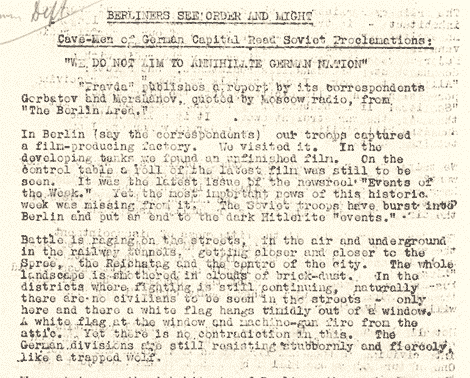 Dept
BERLINERS SEE ORDER AND MIGHT
Cave-Men of German Capital Read Soviet Proclamations:
"WE DO NOT AIM TO ANNIHILATE GERMAN NATION"
"Pravda" publishes a report by its correspondents
Gorbatov and Merzhanov, quoted by Moscow radio, from
"The Berlin Area."
In Berlin (say the correspondents) our troops captured
a film-producing factory. We visited it. In the
developing tanks we found an unfinished film. On the
control table a roll of the latest film was still to be
seen. It was the latest issue of the newsreel "Events of
the Week." Yet the most important news of this historic
week was missing from it. The Soviet troops have burst into
Berlin and put an end to the dark Hitlerite "events."
Battle is raging on the streets, in the air and underground
in the railway tunnels, getting closer and closer to the
Spree, the Reichstag and the centre of the city. The whole
landscape is smothered in clouds of brick-dust. In the
districts where fighting is still continuing, naturally
there are no civilians to be seen in the streets - only
here and there a white flag hangs timidly out of a window.
A white flag at the window and machine-gun fire from the
attic. Yet there is no contradiction in this. The
German divisions are still resisting stubbornly and fiercely,
like a trapped wolf.